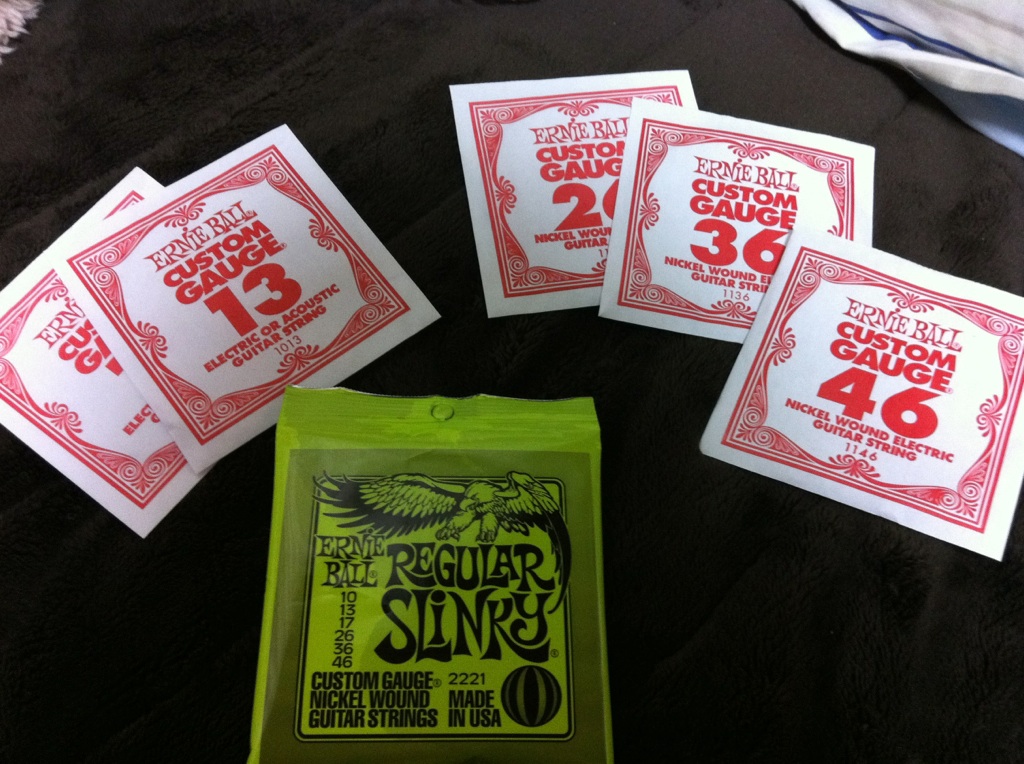 ERNIE BALL
CUSTOM
GAUGE®
13
ELECTRIC OR ACOUSTIC
GUITAR STRING
1013
ERNIE BALL
CUSTOM
GAUGE
NICKEL WOUND
GUITAR
ERNIE BALL
CUSTOM
GAUGE
36
NICKEL WOUND
GUITAR
1136
ERNIE BALL
CUSTOM
GAUGE®
46
NICKEL WOUND ELECTRIC
GUITAR STRING
1146
ERNIE
BALL®
REGULAR
SLINKY®
10
13
17
26
36
46
CUSTOM GAUGE® 2221
NICKEL WOUND MADE
GUITAR STRINGS IN USA